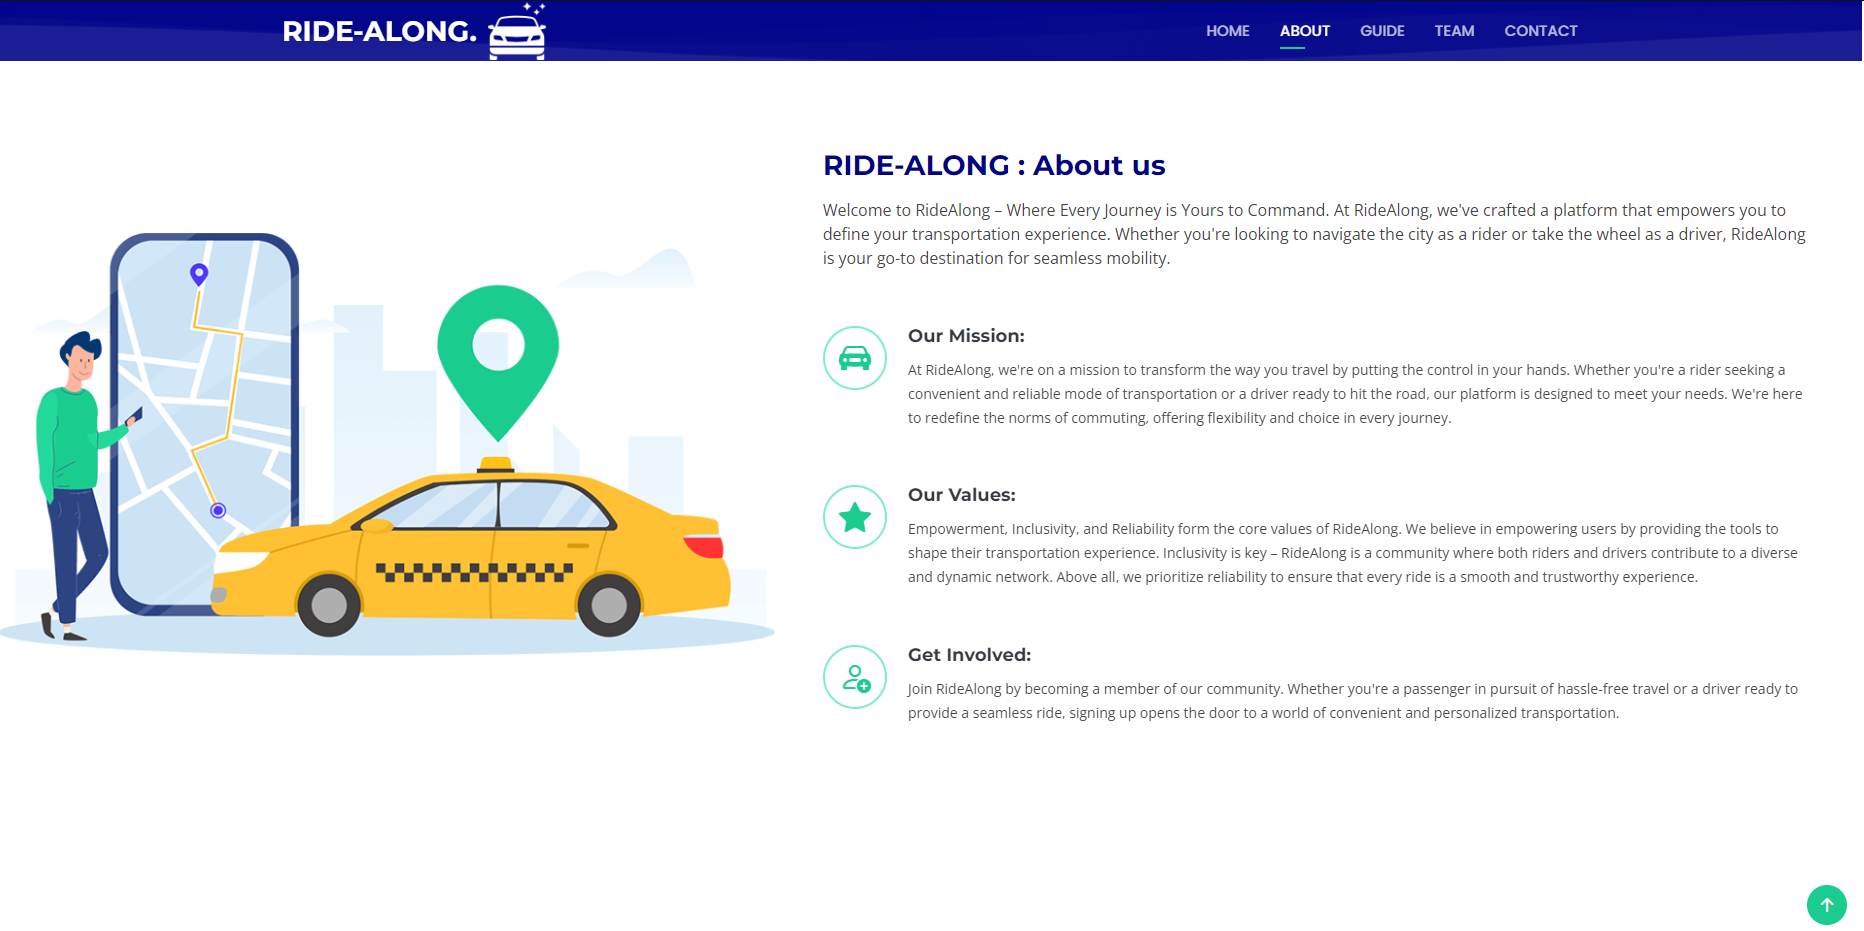 RIDE-ALONG.
HOME ABOUT GUIDE TEAM CONTACT
RIDE-ALONG : About us
Welcome to RideAlong – Where Every Journey is Yours to Command. At RideAlong, we've crafted a platform that empowers you to
define your transportation experience. Whether you're looking to navigate the city as a rider or take the wheel as a driver, RideAlong
is your go-to destination for seamless mobility.
Our Mission:
At RideAlong, we're on a mission to transform the way you travel by putting the control in your hands. Whether you're a rider seeking a
convenient and reliable mode of transportation or a driver ready to hit the road, our platform is designed to meet your needs. We're here
to redefine the norms of commuting, offering flexibility and choice in every journey.
Our Values:
Empowerment, Inclusivity, and Reliability form the core values of RideAlong. We believe in empowering users by providing the tools to
shape their transportation experience. Inclusivity is key – RideAlong is a community where both riders and drivers contribute to a diverse
and dynamic network. Above all, we prioritize reliability to ensure that every ride is a smooth and trustworthy experience.
Get Involved:
Join RideAlong by becoming a member of our community. Whether you're a passenger in pursuit of hassle-free travel or a driver ready to
provide a seamless ride, signing up opens the door to a world of convenient and personalized transportation.